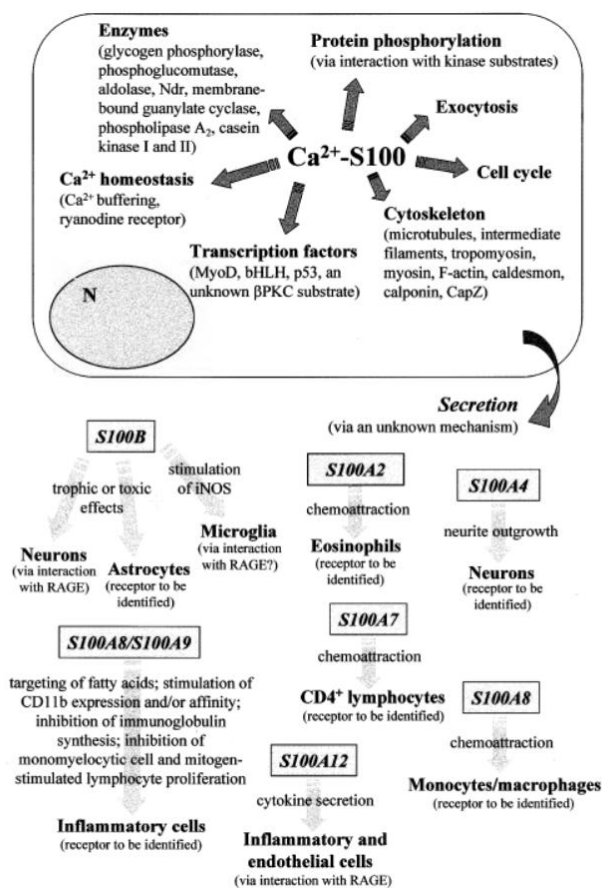 Enzymes
(glycogen phosphorylase,
phosphoglucomutase,
aldolase, Ndr, membrane-
bound guanylate cyclase,
phospholipase A₂, casein
kinase I and II)
Protein phosphorylation
(via interaction with kinase substrates)
Exocytosis
Ca²⁺-S100
Cell cycle
Ca²⁺ homeostasis
(Ca²⁺ buffering,
ryanodine receptor)
Transcription factors
(MyoD, bHLH, p53, an
unknown βPKC substrate)
Cytoskeleton
(microtubules, intermediate
filaments, tropomyosin,
myosin, F-actin, caldesmon,
calponin, CapZ)
N
Secretion
(via an unknown mechanism)
S100B
trophic or toxic
effects
stimulation
of iNOS
Neurons
(via interaction
with RAGE)
Astrocytes
(receptor to be
identified)
Microglia
(via interaction
with RAGE?)
S100A2
chemoattraction
Eosinophils
(receptor to be
identified)
S100A4
neurite outgrowth
Neurons
(receptor to be
identified)
S100A8/S100A9
targeting of fatty acids; stimulation of
CD11b expression and/or affinity;
inhibition of immunoglobulin
synthesis; inhibition of
monomyelocytic cell and mitogen-
stimulated lymphocyte proliferation
Inflammatory cells
(receptor to be identified)
S100A7
chemoattraction
CD4⁺ lymphocytes
(receptor to be identified)
S100A8
chemoattraction
Monocytes/macrophages
(receptor to be identified)
S100A12
cytokine secretion
Inflammatory and
endothelial cells
(via interaction with RAGE)